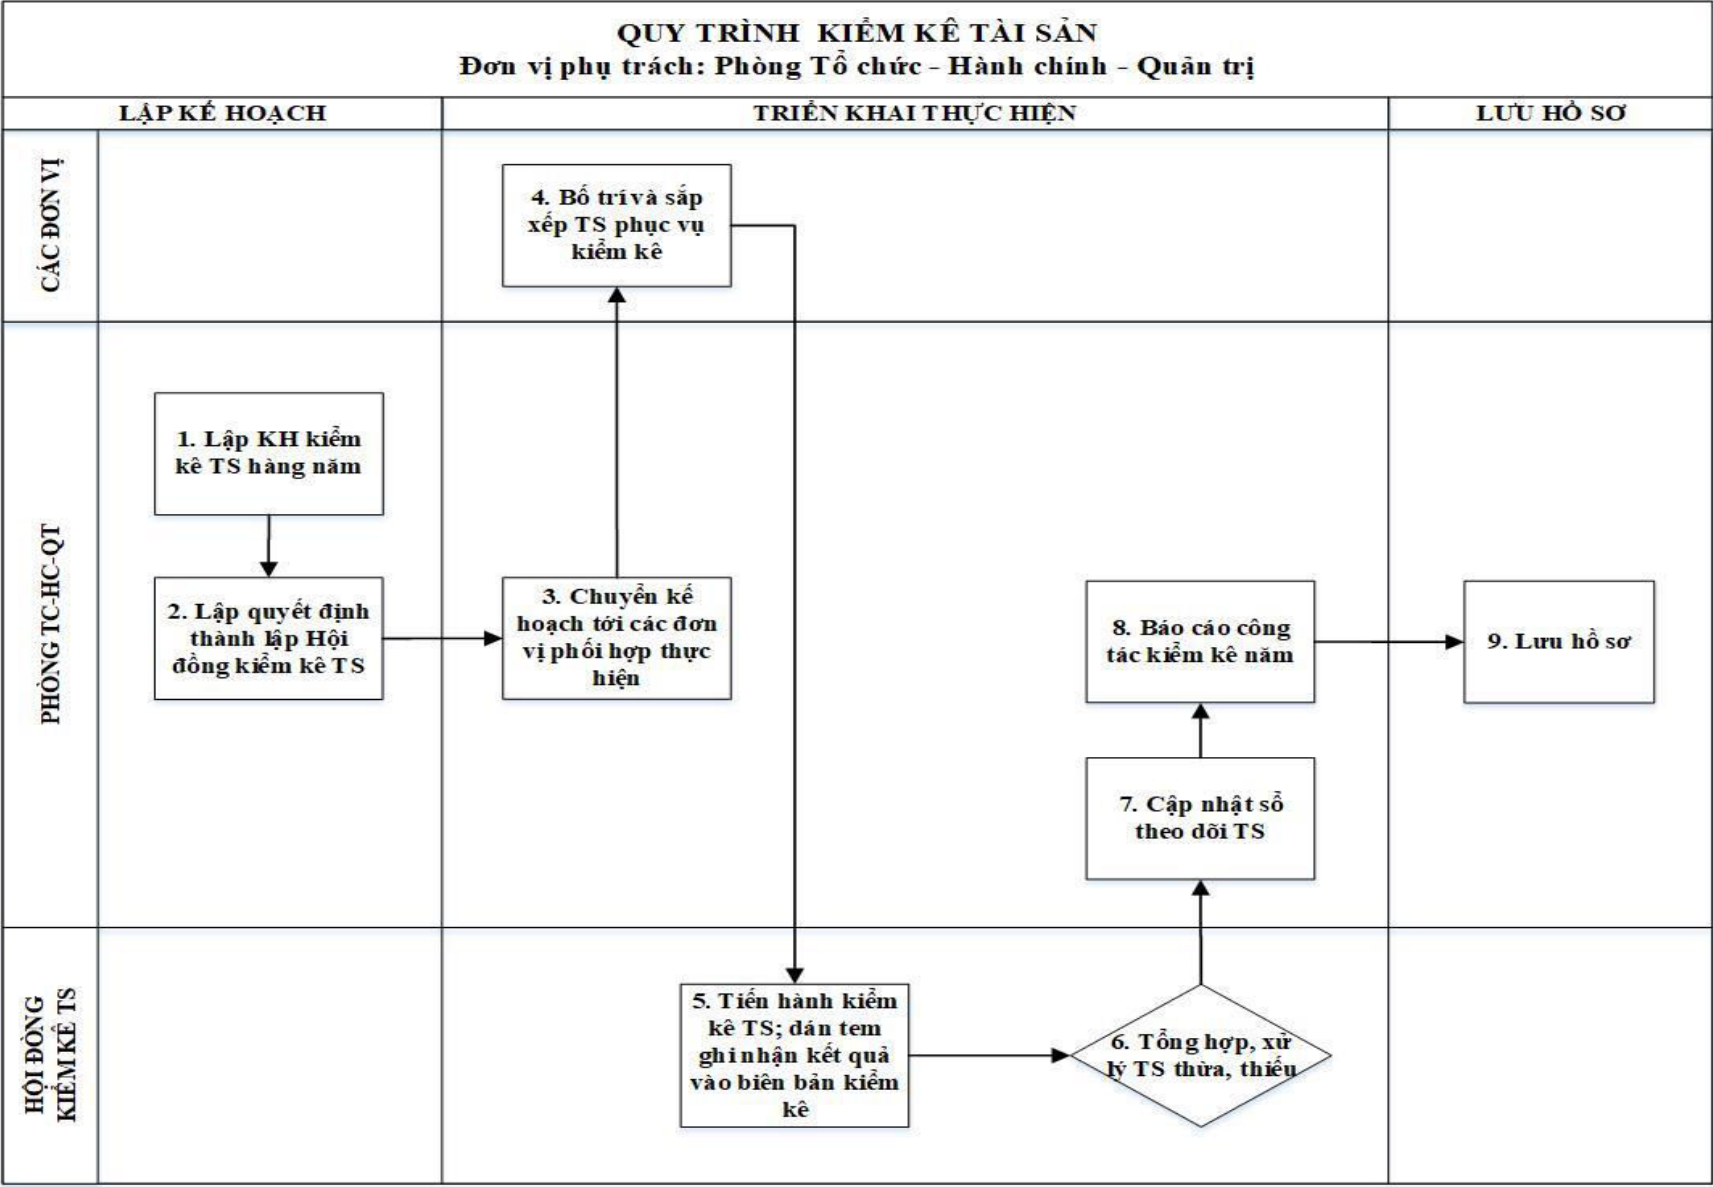 QUY TRÌNH KIỂM KÊ TÀI SẢN
Đơn vị phụ trách: Phòng Tổ chức - Hành chính - Quản trị
LẬP KẾ HOẠCH
TRIỂN KHAI THỰC HIỆN
LƯU HỒ SƠ
CÁC ĐƠN VỊ
4. Bố trí và sắp
xếp TS phục vụ
kiểm kê
PHÒNG TC-HC-QT
1. Lập KH kiểm
kê TS hàng năm
2. Lập quyết định
thành lập Hội
đồng kiểm kê TS
3. Chuyển kế
hoạch tới các đơn
vị phối hợp thực
hiện
8. Báo cáo công
tác kiểm kê năm
9. Lưu hồ sơ
7. Cập nhật sổ
theo dõi TS
HỘI ĐỒNG
KIỂM KÊ TS
5. Tiến hành kiểm
kê TS; dán tem
ghi nhận kết quả
vào biên bản kiểm
kê
6. Tổng hợp, xử
lý TS thừa, thiếu